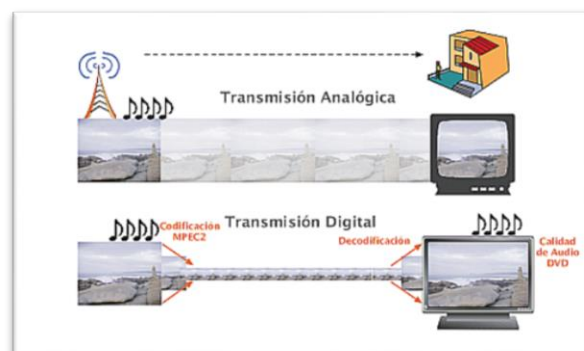 Transmisión Analógica
Transmisión Digital
Codificación
MPEC2
Decodificación
Calidad
de Audio
DVD